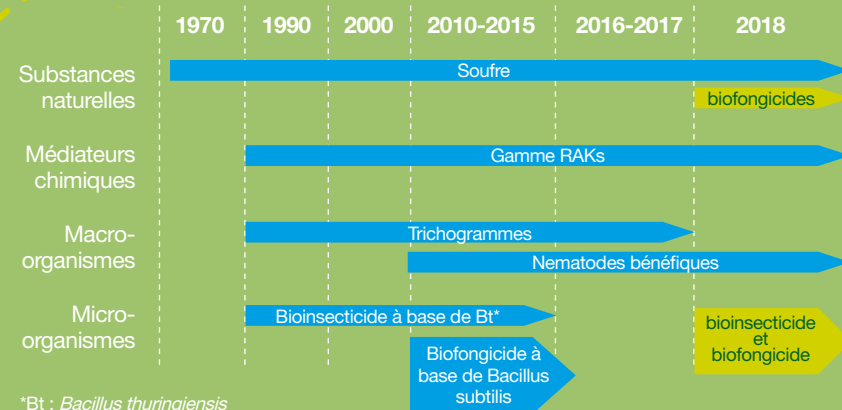 1970 1990 2000 2010-2015 2016-2017 2018
Substances
naturelles
Soufre
biofongicides
Médiateurs
chimiques
Gamme RAKs
Macro-
organismes
Trichogrammes
Nematodes bénéfiques
Micro-
organismes
Bioinsecticide à base de Bt*
Biofongicide à
base de Bacillus
subtilis
bioinsecticide
et
biofongicide
*Bt : Bacillus thuringiensis